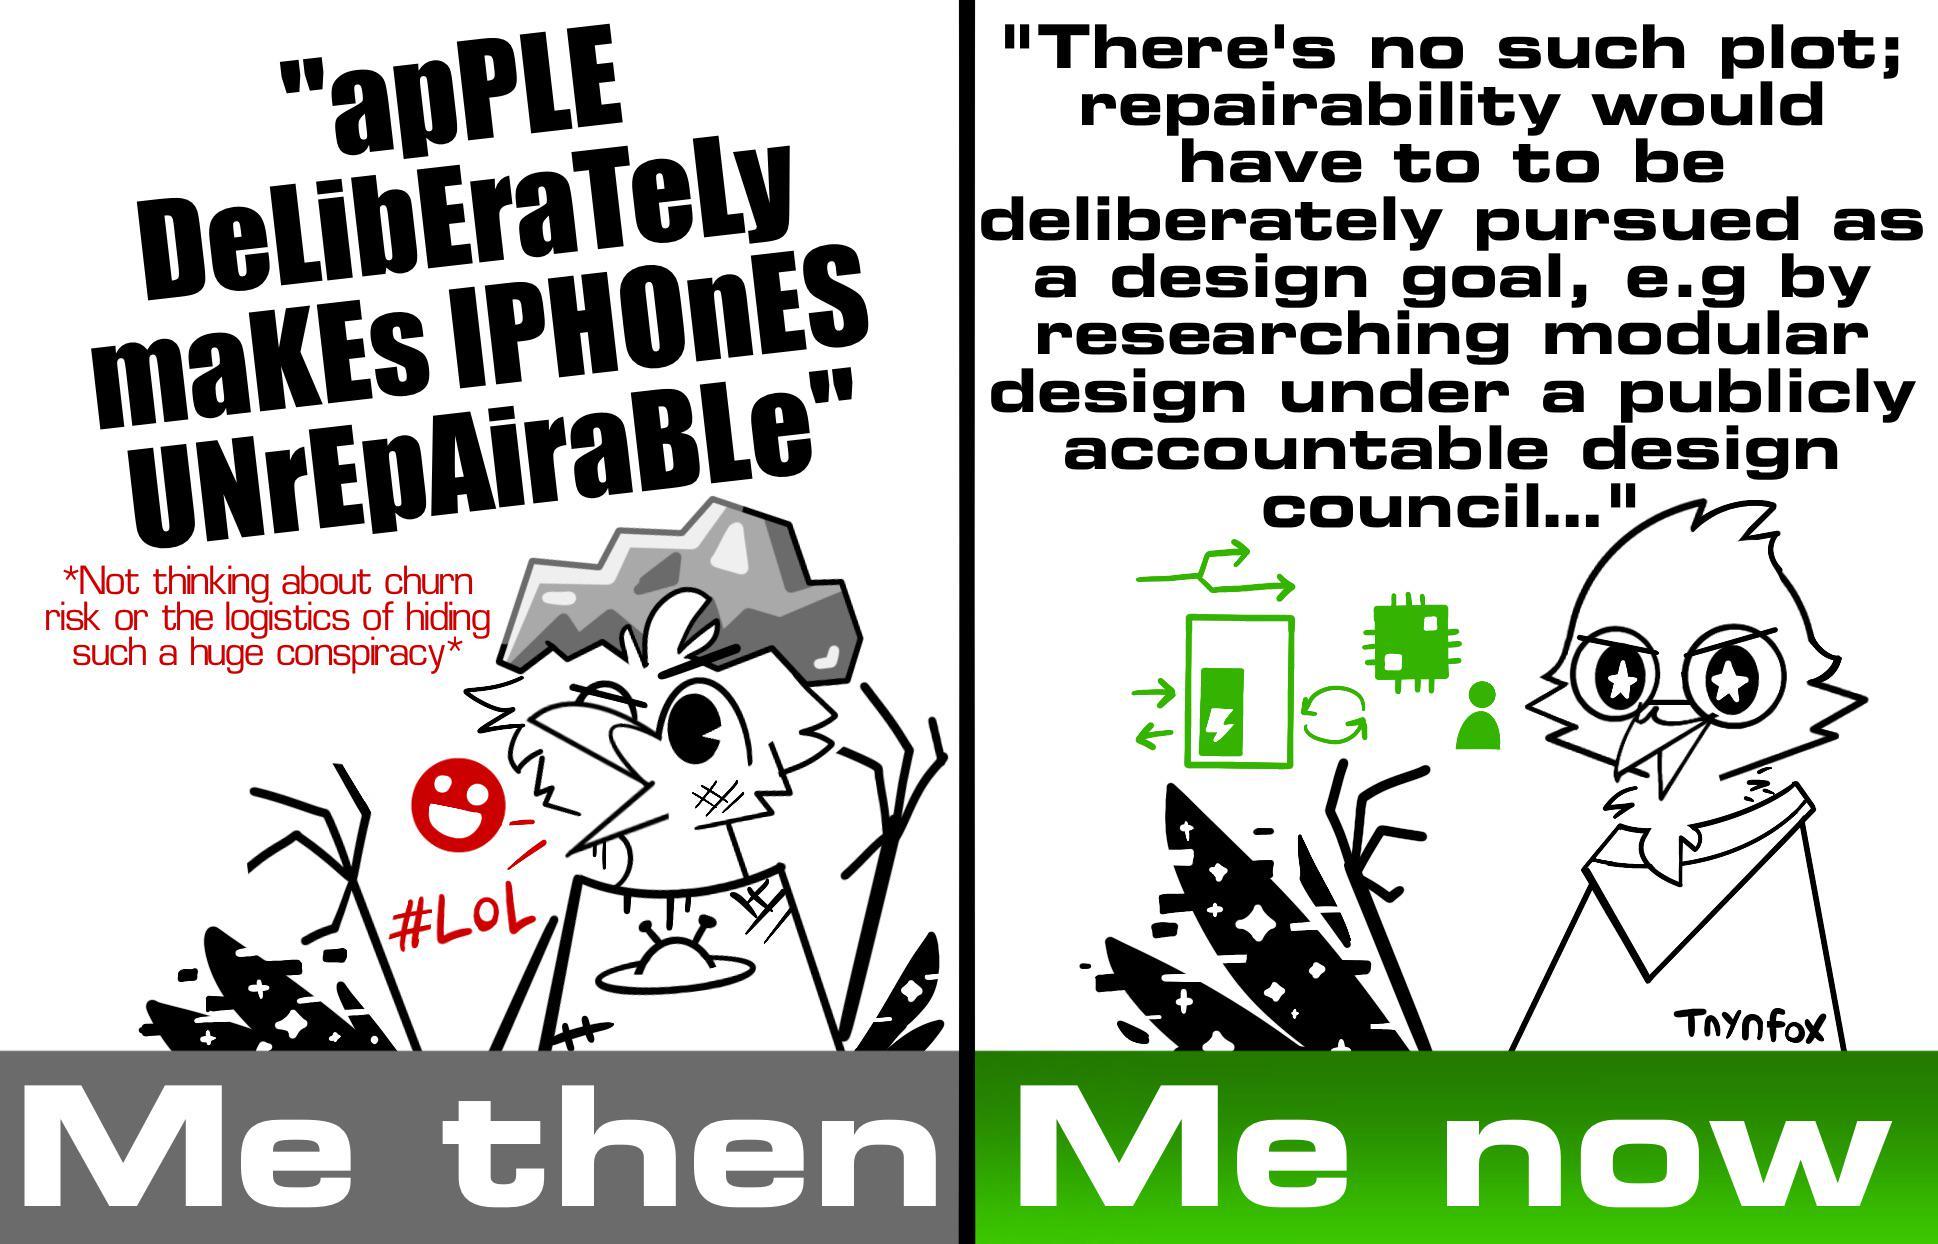 "apPLE
DeLibEraTeLy
maKEs IPHOnES
UNrEpAiraBLe"
*Not thinking about churn
risk or the logistics of hiding
such a huge conspiracy*
#LOL
Me then
"There's no such plot;
repairability would
have to to be
deliberately pursued as
a design goal, e.g by
researching modular
design under a publicly
accountable design
council..."
Tnynfox
Me now